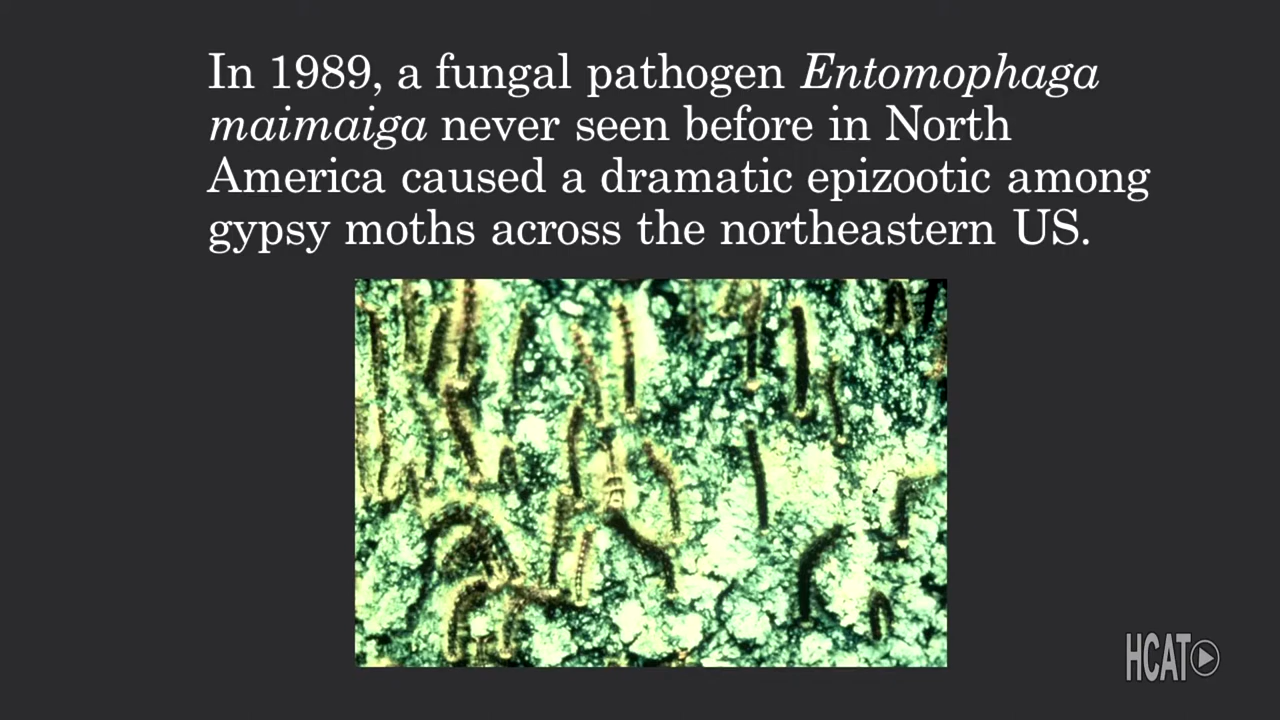 In 1989, a fungal pathogen Entomophaga
maimaiga never seen before in North
America caused a dramatic epizootic among
gypsy moths across the northeastern US.
HCAT